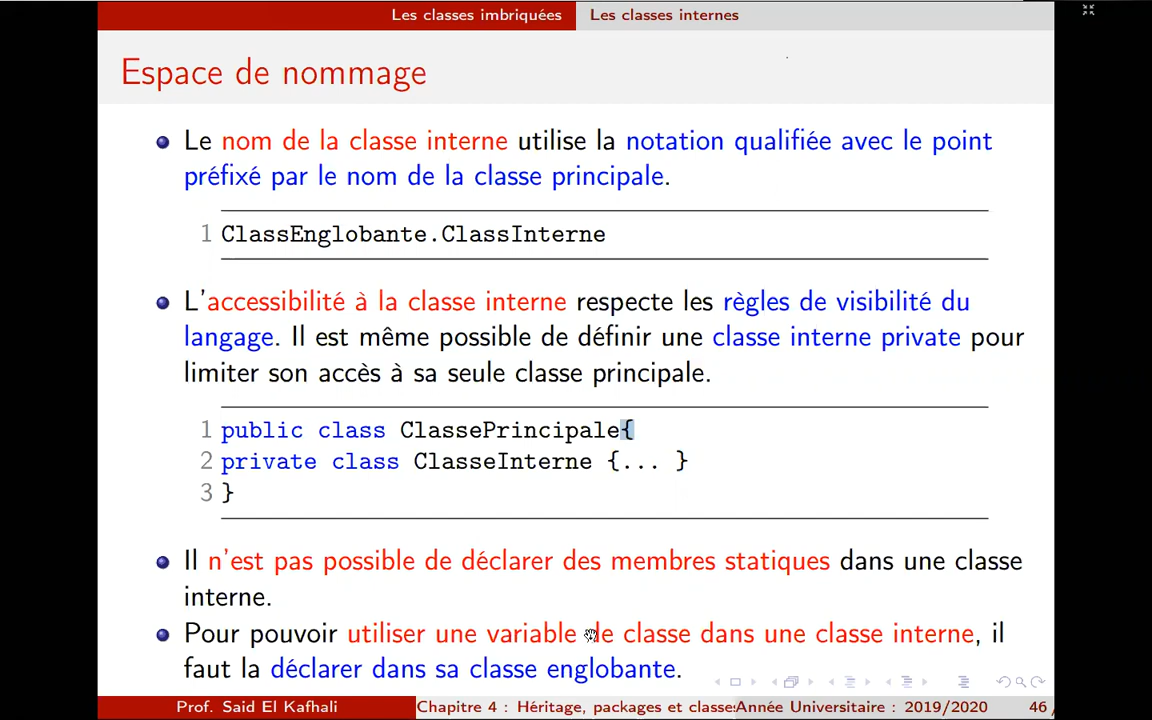 Les classes imbriquées Les classes internes
Espace de nommage
Le nom de la classe interne utilise la notation qualifiée avec le point
préfixé par le nom de la classe principale.
1 ClassEnglobante.ClassInterne
L'accessibilité à la classe interne respecte les règles de visibilité du
langage. Il est même possible de définir une classe interne private pour
limiter son accès à sa seule classe principale.
1 public class ClassePrincipale{
2 private class ClasseInterne {... }
3 }
Il n'est pas possible de déclarer des membres statiques dans une classe
interne.
Pour pouvoir utiliser une variable de classe dans une classe interne, il
faut la déclarer dans sa classe englobante.
Prof. Said El Kafhali Chapitre 4 : Héritage, packages et classes Année Universitaire : 2019/2020 46 /